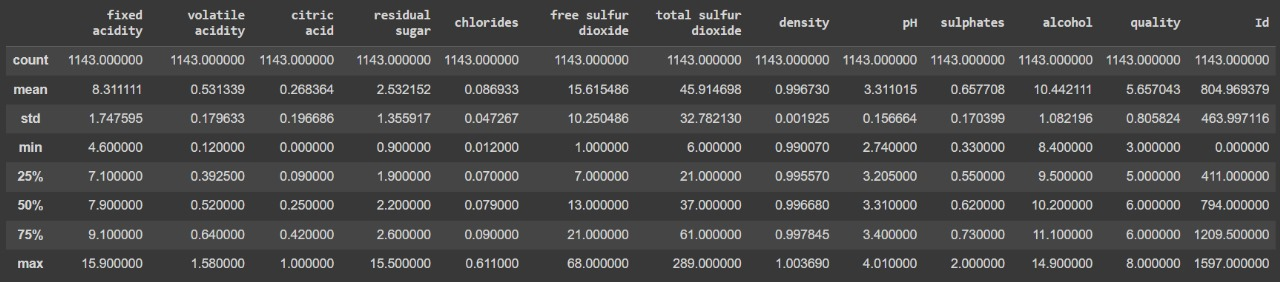 fixed acidity volatile acidity citric acid residual sugar chlorides free sulfur dioxide total sulfur dioxide density pH sulphates alcohol quality Id
count 1143.000000 1143.000000 1143.000000 1143.000000 1143.000000 1143.000000 1143.000000 1143.000000 1143.000000 1143.000000 1143.000000 1143.000000 1143.000000
mean 8.311111 0.531339 0.268364 2.532152 0.086933 15.615486 45.914698 0.996730 3.311015 0.657708 10.442111 5.657043 804.969379
std 1.747595 0.179633 0.196686 1.355917 0.047267 10.250486 32.782130 0.001925 0.156664 0.170399 1.082196 0.805824 463.997116
min 4.600000 0.120000 0.000000 0.900000 0.012000 1.000000 6.000000 0.990070 2.740000 0.330000 8.400000 3.000000 0.000000
25% 7.100000 0.392500 0.090000 1.900000 0.070000 7.000000 21.000000 0.995570 3.205000 0.550000 9.500000 5.000000 411.000000
50% 7.900000 0.520000 0.250000 2.200000 0.079000 13.000000 37.000000 0.996680 3.310000 0.620000 10.200000 6.000000 794.000000
75% 9.100000 0.640000 0.420000 2.600000 0.090000 21.000000 61.000000 0.997845 3.400000 0.730000 11.100000 6.000000 1209.500000
max 15.900000 1.580000 1.000000 15.500000 0.611000 68.000000 289.000000 1.003690 4.010000 2.000000 14.900000 8.000000 1597.000000